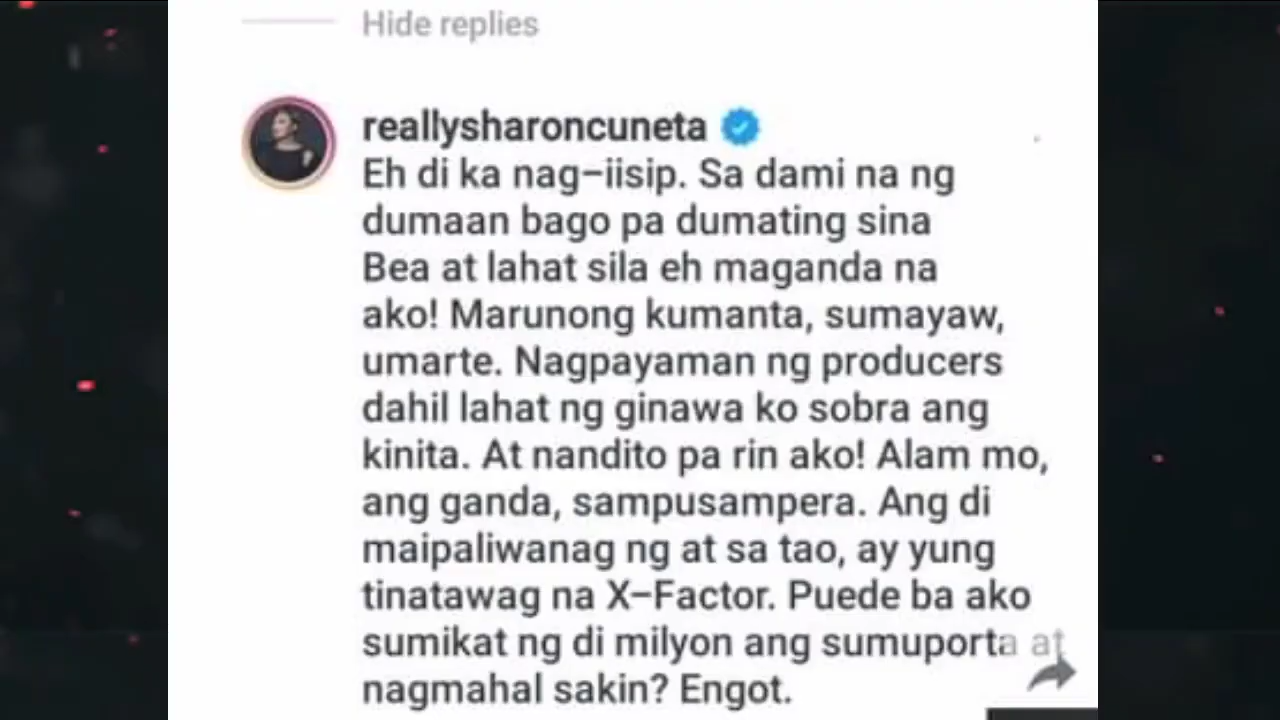 Hide replies
reallysharoncuneta
Eh di ka nag-iisip. Sa dami na ng
dumaan bago pa dumating sina
Bea at lahat sila eh maganda na
ako! Marunong kumanta, sumayaw,
umarte. Nagpayaman ng producers
dahil lahat ng ginawa ko sobra ang
kinita. At nandito pa rin ako! Alam mo,
ang ganda, sampusampera. Ang di
maipaliwanag ng at sa tao, ay yung
tinatawag na X-Factor. Puede ba ako
sumikat ng di milyon ang sumuporta at
nagmahal sakin? Engot.